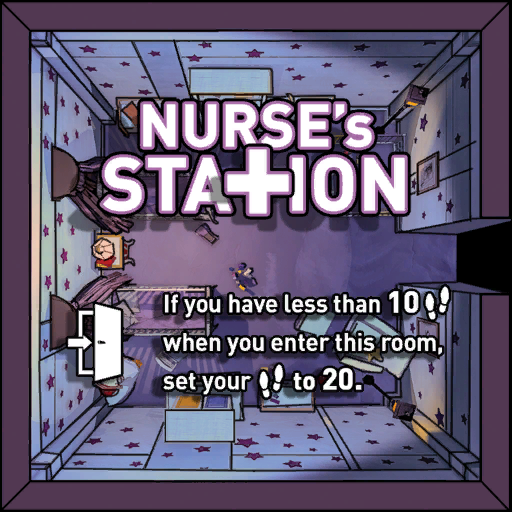 NURSE's
STATION
If you have less than 10
when you enter this room,
set your to 20.